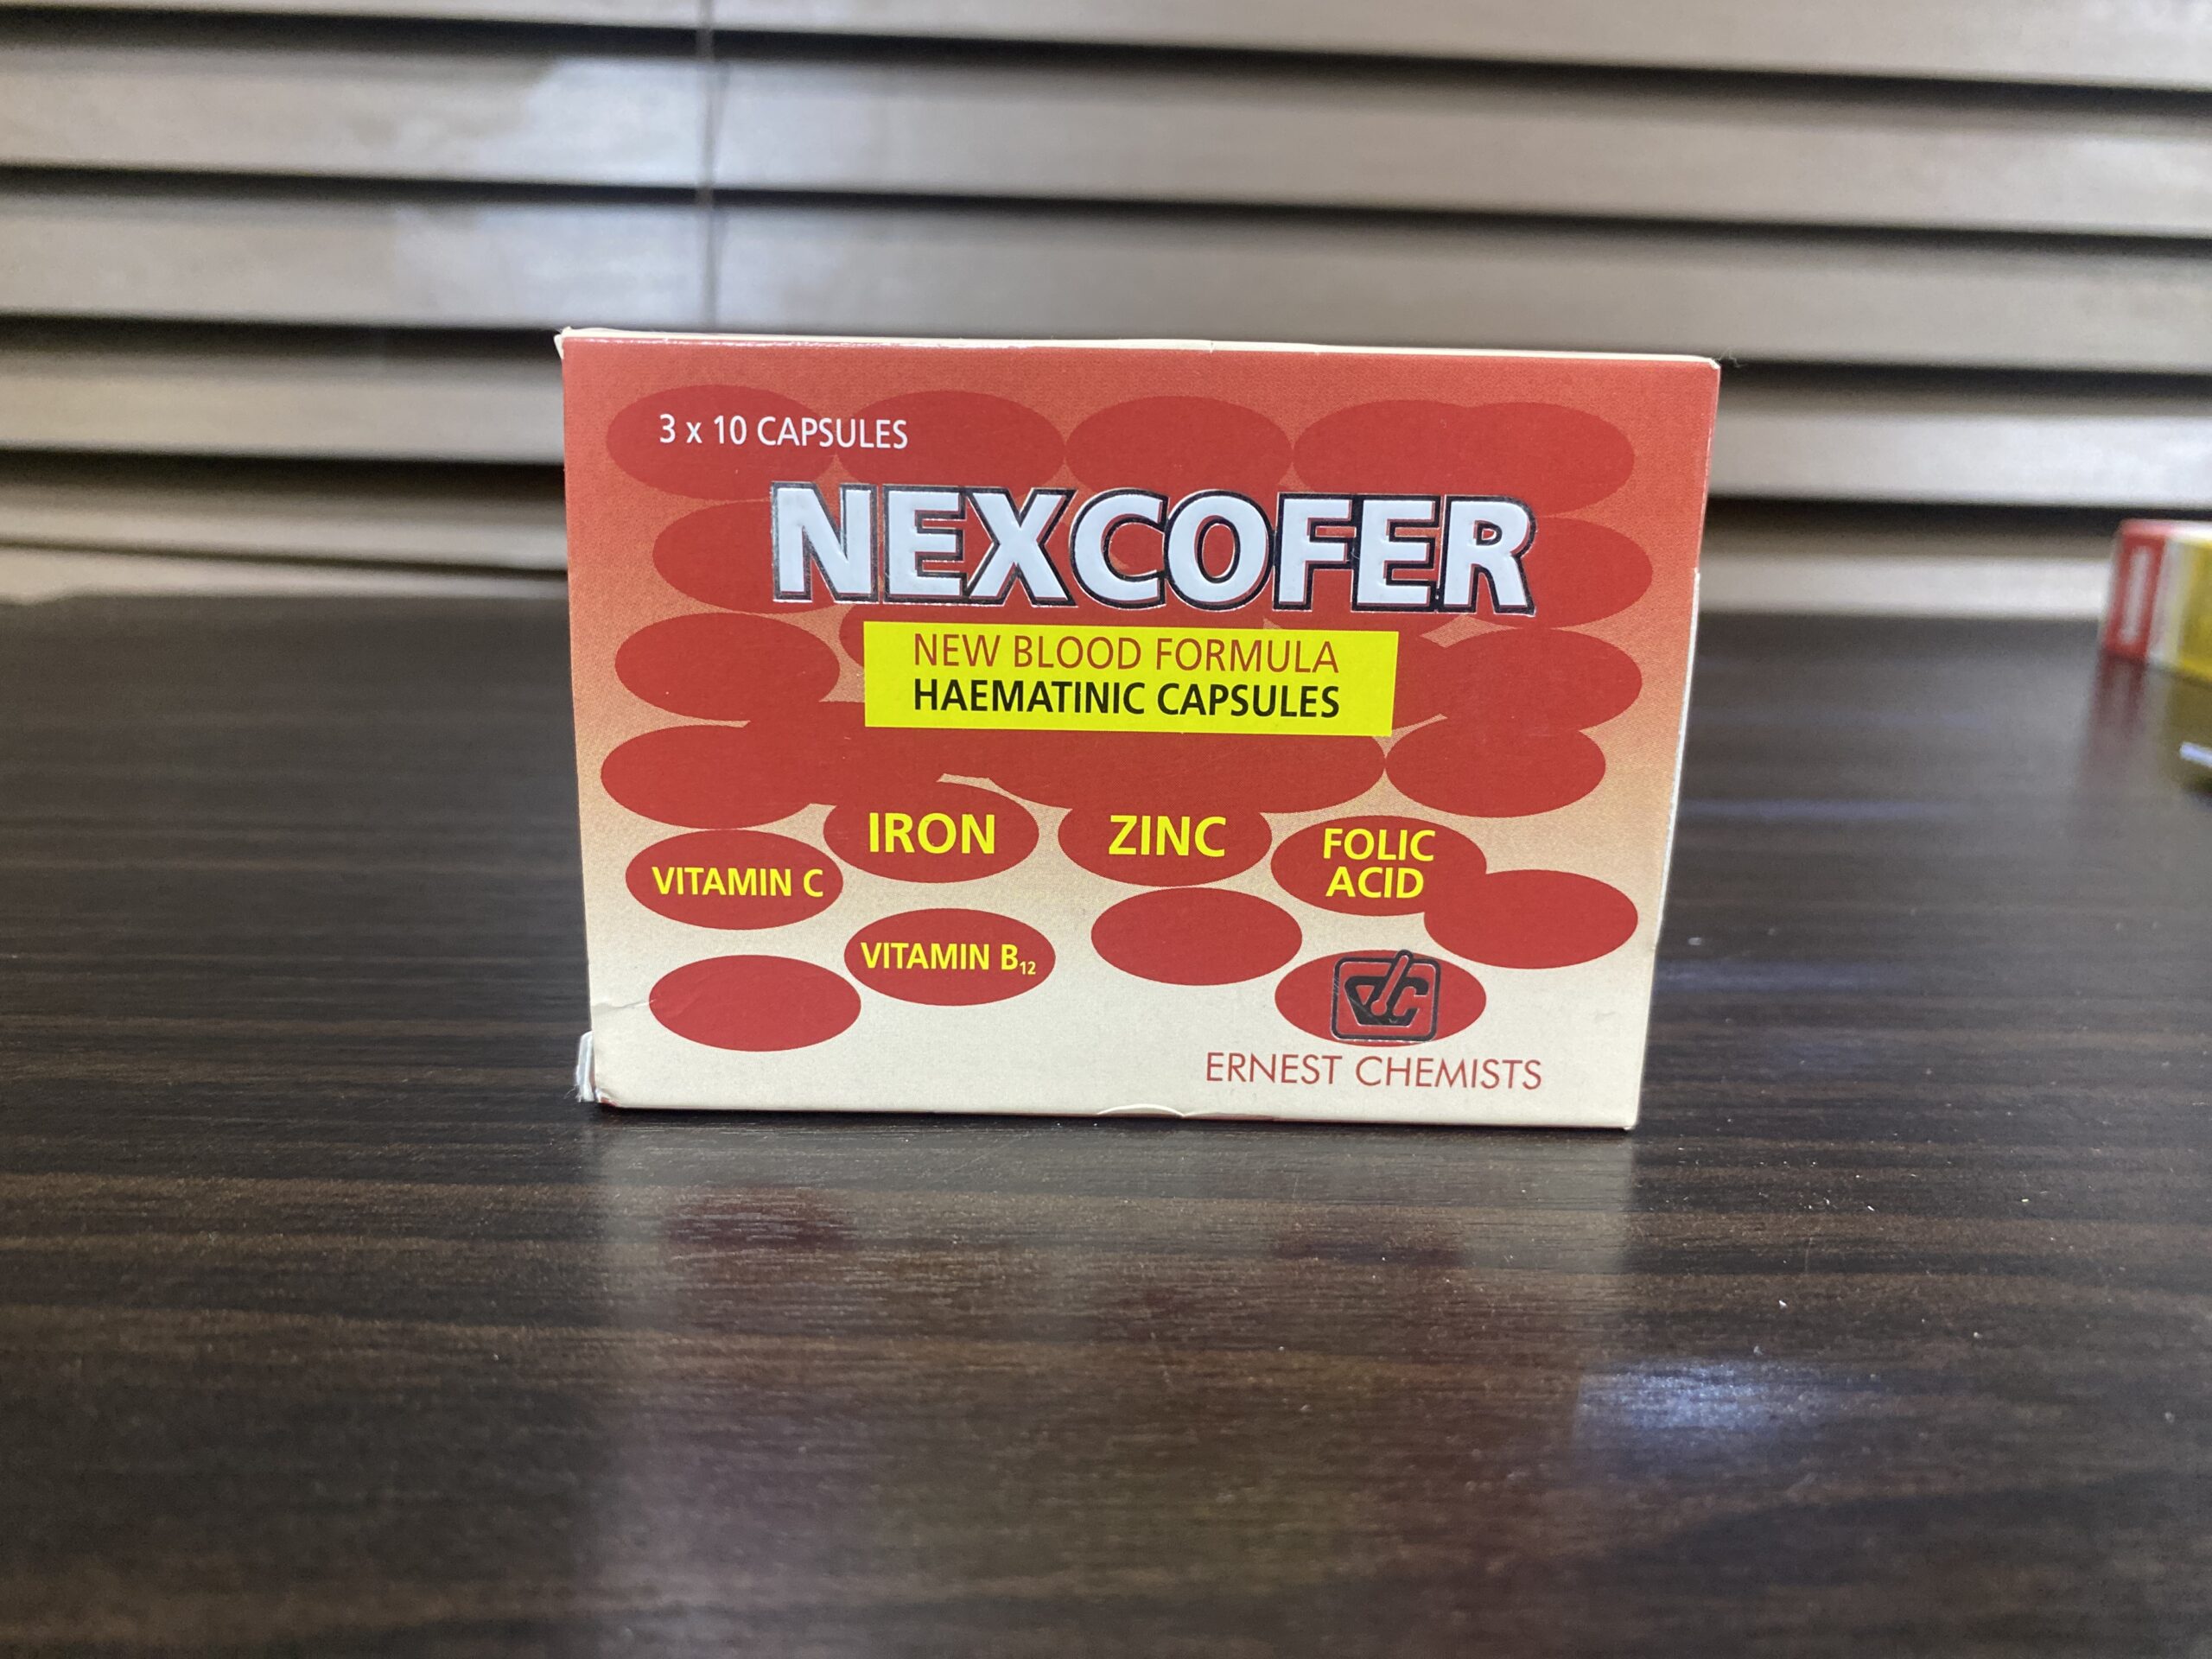 3 x 10 CAPSULES
NEXCOFER
NEW BLOOD FORMULA
HAEMATINIC CAPSULES
IRON
ZINC
FOLIC
ACID
VITAMIN C
VITAMIN B₁₂
ERNEST CHEMISTS